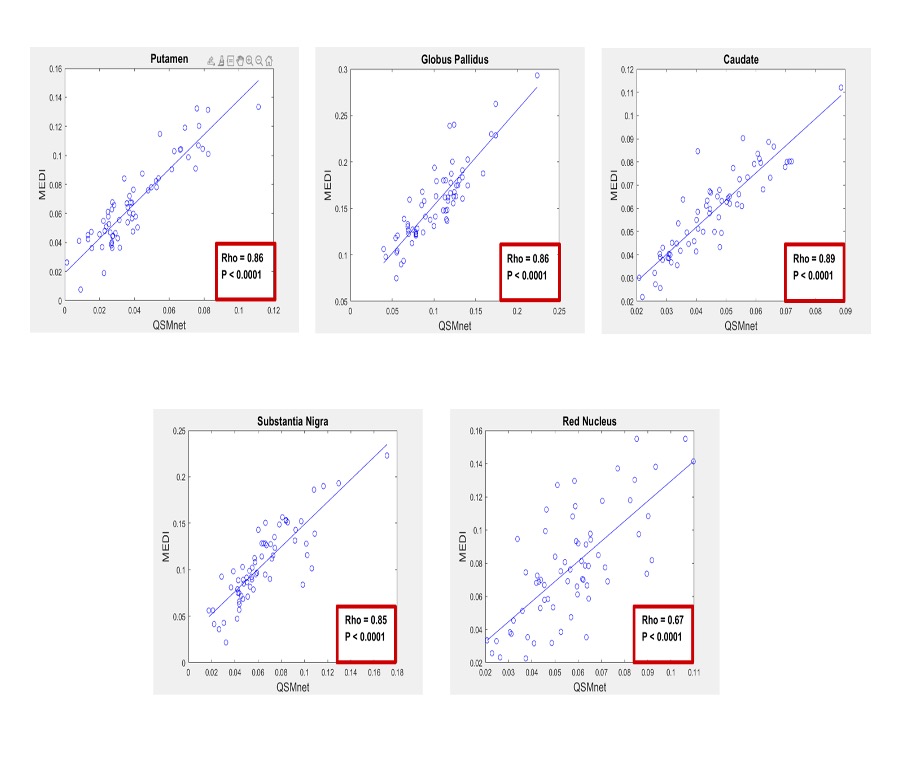 Putamen
0.16
0.14
0.12
0.1
0.08
0.06
0.04
0.02
0
MEDI
Rho = 0.86
P < 0.0001
0 0.02 0.04 0.06 0.08 0.1 0.12
QSMnet
Globus Pallidus
0.3
0.25
0.2
0.15
0.1
0.05
MEDI
Rho = 0.86
P < 0.0001
0 0.05 0.1 0.15 0.2 0.25
QSMnet
Caudate
0.12
0.11
0.1
0.09
0.08
0.07
0.06
0.05
0.04
0.03
0.02
MEDI
Rho = 0.89
P < 0.0001
0.02 0.03 0.04 0.05 0.06 0.07 0.08 0.09
QSMnet
Substantia Nigra
0.25
0.2
0.15
0.1
0.05
0
MEDI
Rho = 0.85
P < 0.0001
0 0.02 0.04 0.06 0.08 0.1 0.12 0.14 0.16 0.18
QSMnet
Red Nucleus
0.16
0.14
0.12
0.1
0.08
0.06
0.04
0.02
MEDI
Rho = 0.67
P < 0.0001
0.02 0.03 0.04 0.05 0.06 0.07 0.08 0.09 0.1 0.11
QSMnet